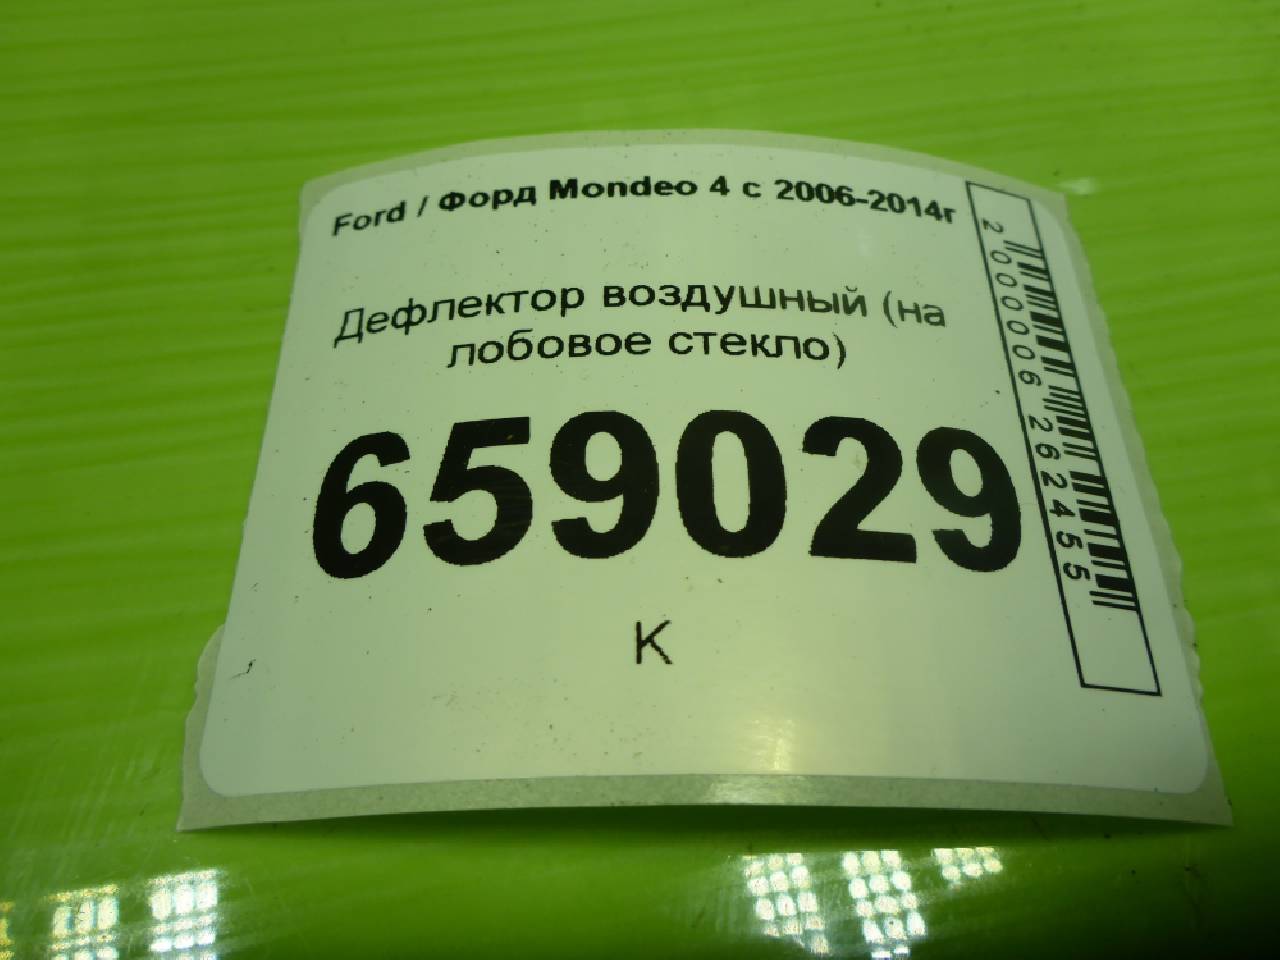 Ford / Форд Mondeo 4 с 2006-2014г
Дефлектор воздушный (на
лобовое стекло)
659029
К
2000006262455